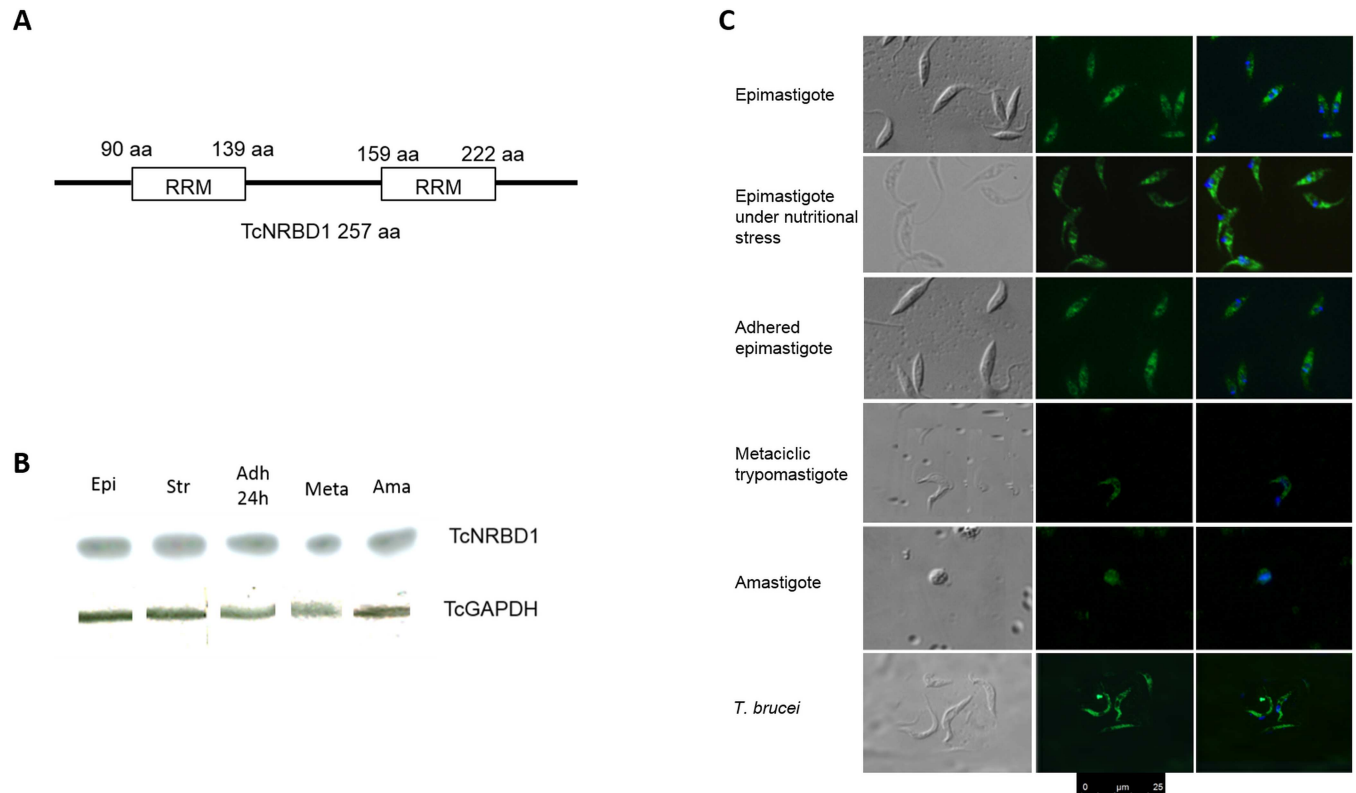 A
90 aa 139 aa 159 aa 222 aa
RRM RRM
TcNRBD1 257 aa
B
Epi Str Adh 24h Meta Ama
TcNRBD1
TcGAPDH
C
Epimastigote
Epimastigote
under nutritional
stress
Adhered
epimastigote
Metaciclic
trypomastigote
Amastigote
T. brucei
0 µm 25